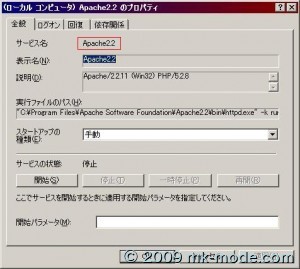 (ローカル コンピュータ) Apache2.2 のプロパティ
全般 ログオン 回復 依存関係
サービス名 Apache2.2
表示名(N): Apache2.2
説明(D): Apache/2.2.11 (Win32) PHP/5.2.8
実行ファイルのパス(H):
"C:¥Program Files¥Apache Software Foundation¥Apache2.2¥bin¥httpd.exe" -k run
スタートアップの種類(E): 手動
サービスの状態: 停止
開始(S) 停止(T) 一時停止(P) 再開(R)
ここでサービスを開始するときに適用する開始パラメータを指定してください。
開始パラメータ(M):
© 2009 mk-mode.com